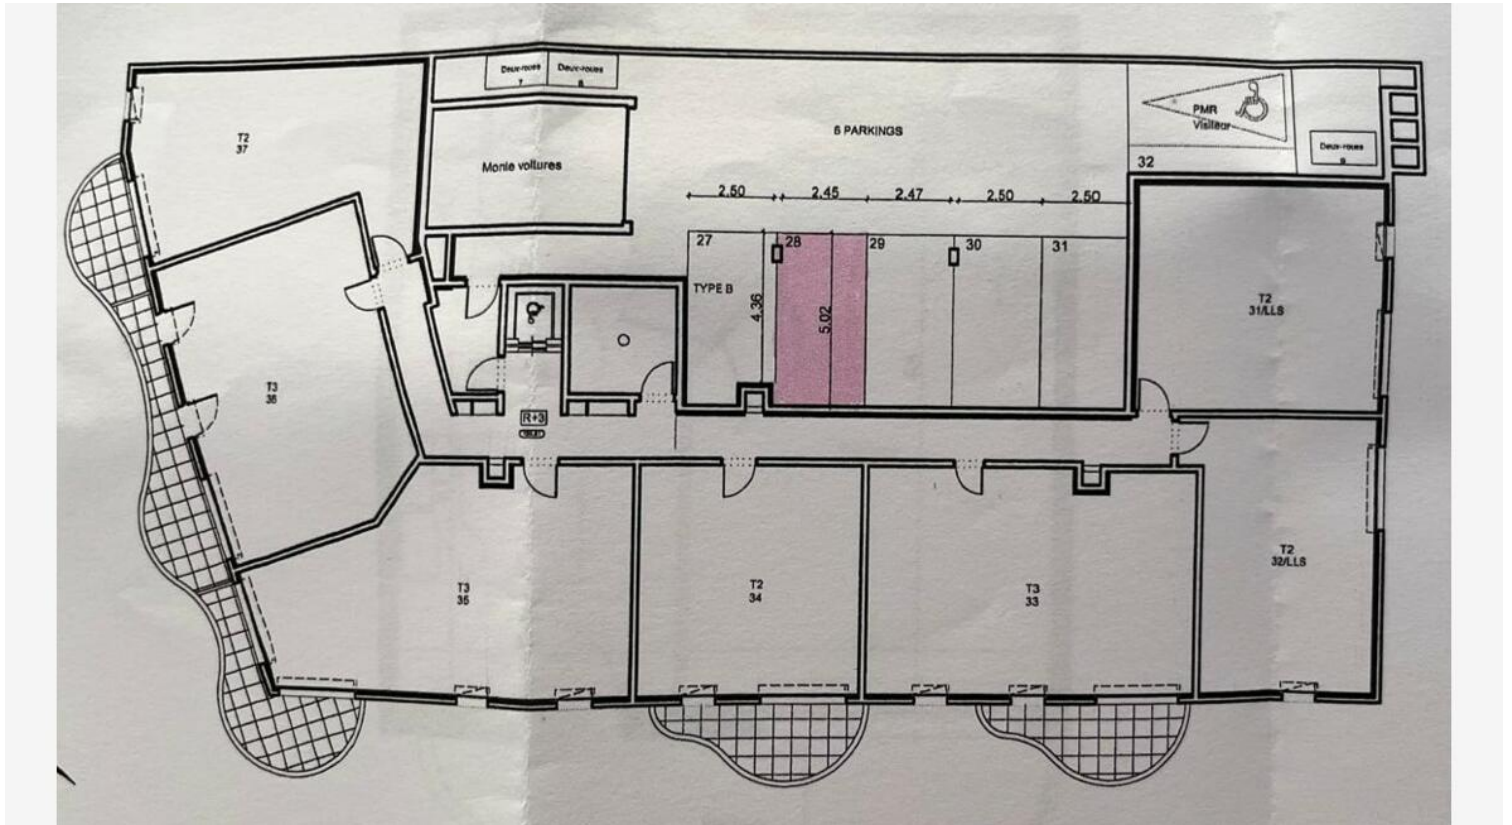 Deux-roues
7
Deux-roues
8
T2
37
Monte voitures
6 PARKINGS
PMR
Visiteur
Deux-roues
9
32
2.50
2.45
2.47
2.50
2.50
27
28
29
30
31
TYPE B
4.36
5.02
T2
31/LLS
T3
36
R+3
T3
35
T2
34
T3
33
T2
32/LLS